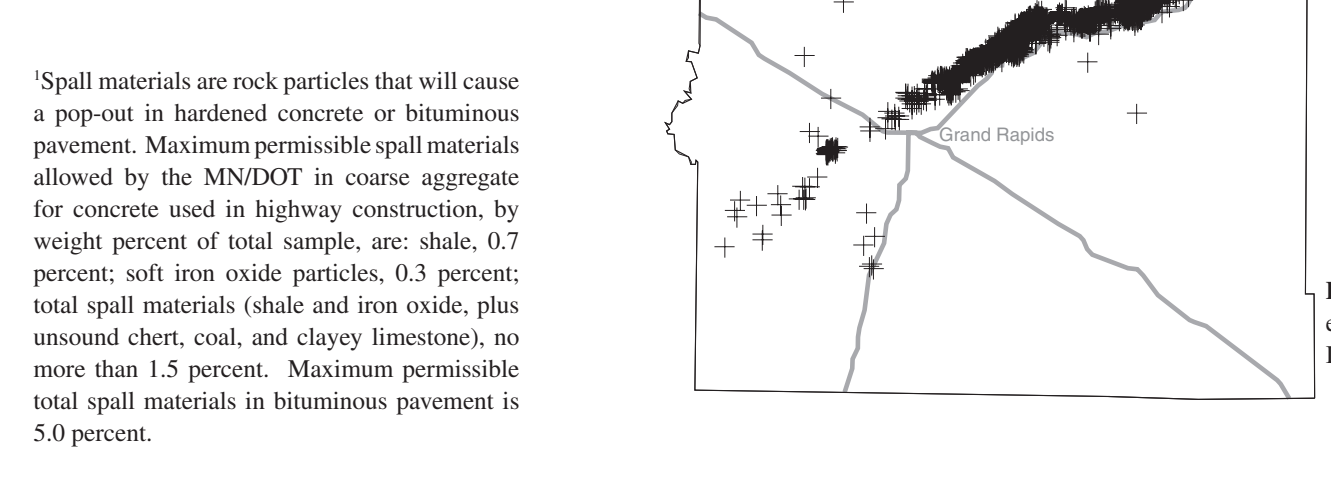 ¹Spall materials are rock particles that will cause
a pop-out in hardened concrete or bituminous
pavement. Maximum permissible spall materials
allowed by the MN/DOT in coarse aggregate
for concrete used in highway construction, by
weight percent of total sample, are: shale, 0.7
percent; soft iron oxide particles, 0.3 percent;
total spall materials (shale and iron oxide, plus
unsound chert, coal, and clayey limestone), no
more than 1.5 percent. Maximum permissible
total spall materials in bituminous pavement is
5.0 percent.
Grand Rapids